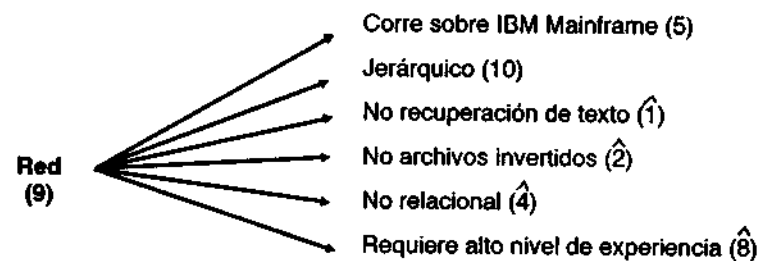 Corre sobre IBM Mainframe (5)
Jerárquico (10)
No recuperación de texto (1̂)
No archivos invertidos (2̂)
Red
(9)
No relacional (4̂)
Requiere alto nivel de experiencia (8̂)